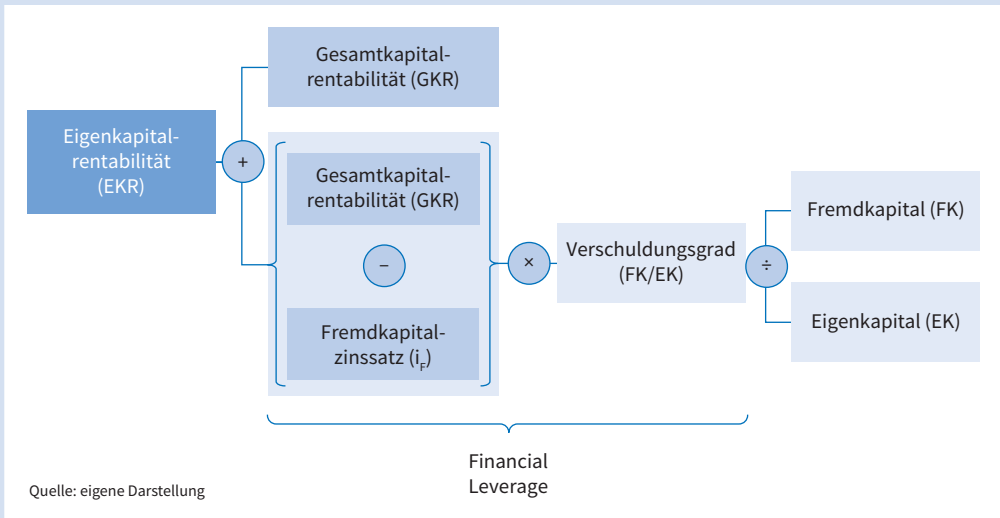 Gesamtkapital-
rentabilität (GKR)
Eigenkapital-
rentabilität
(EKR)
+
Gesamtkapital-
rentabilität (GKR)
−
Fremdkapital-
zinssatz (i_F)
×
Verschuldungsgrad
(FK/EK)
÷
Fremdkapital (FK)
Eigenkapital (EK)
Financial
Leverage
Quelle: eigene Darstellung